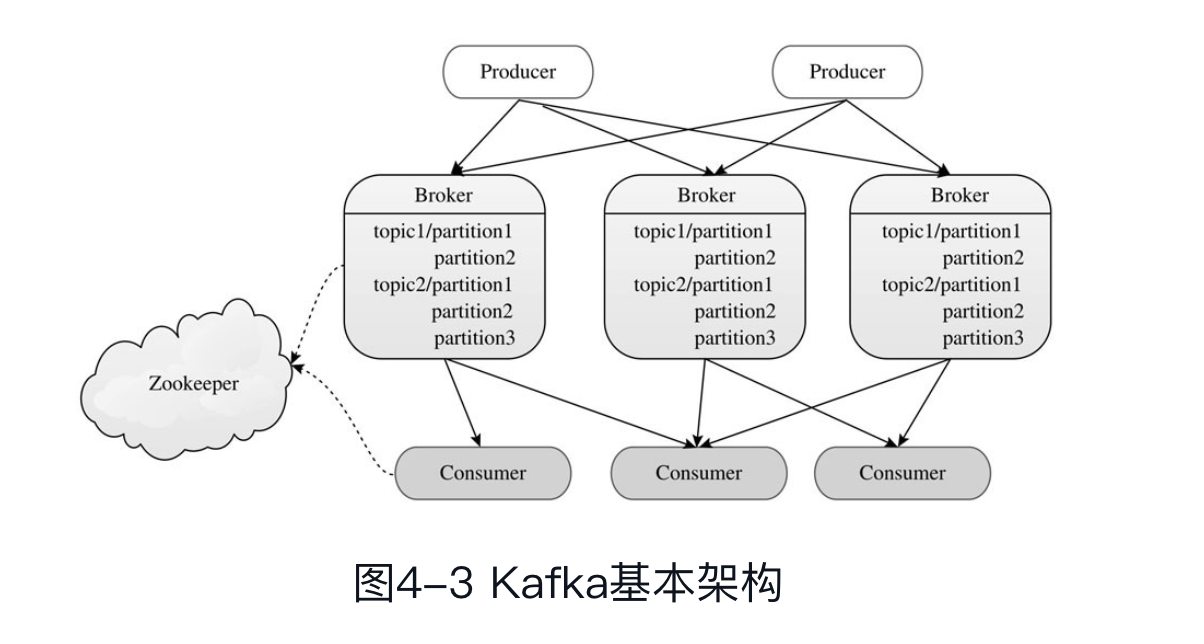 Producer
Producer
Broker
topic1/partition1
partition2
topic2/partition1
partition2
partition3
Broker
topic1/partition1
partition2
topic2/partition1
partition2
partition3
Broker
topic1/partition1
partition2
topic2/partition1
partition2
partition3
Zookeeper
Consumer
Consumer
Consumer
图4–3 Kafka基本架构